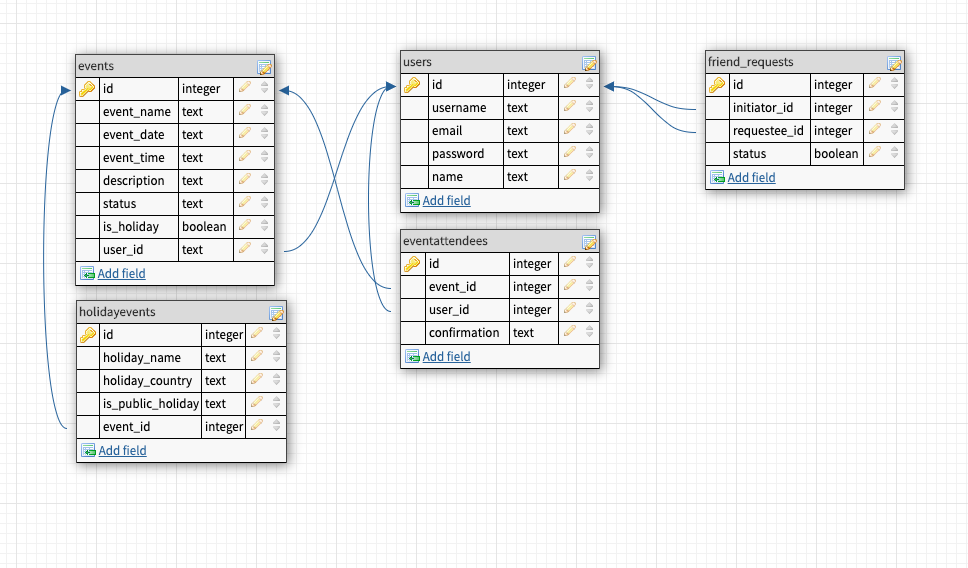 events
id integer
event_name text
event_date text
event_time text
description text
status text
is_holiday boolean
user_id text
Add field
holidayevents
id integer
holiday_name text
holiday_country text
is_public_holiday text
event_id integer
Add field
users
id integer
username text
email text
password text
name text
Add field
eventattendees
id integer
event_id integer
user_id integer
confirmation text
Add field
friend_requests
id integer
initiator_id integer
requestee_id integer
status boolean
Add field